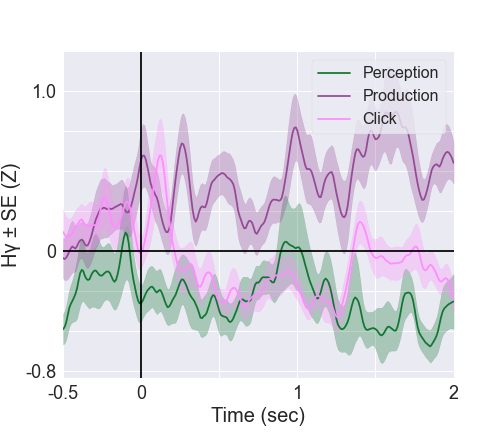 Perception
Production
Click
Hγ ± SE (Z)
1.0
0
-0.8
-0.5
0
1
2
Time (sec)